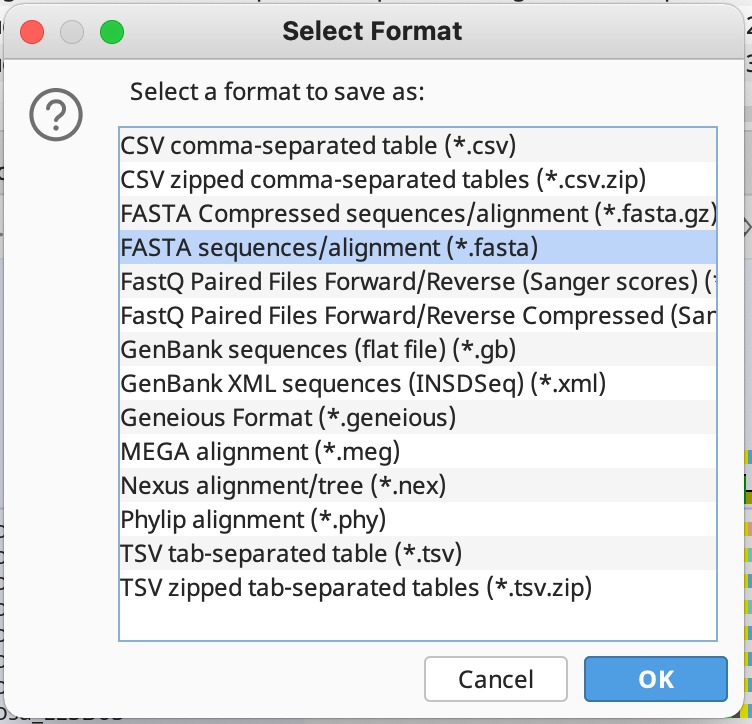 Select Format
Select a format to save as:
CSV comma-separated table (*.csv)
CSV zipped comma-separated tables (*.csv.zip)
FASTA Compressed sequences/alignment (*.fasta.gz)
FASTA sequences/alignment (*.fasta)
FastQ Paired Files Forward/Reverse (Sanger scores) (*
FastQ Paired Files Forward/Reverse Compressed (San
GenBank sequences (flat file) (*.gb)
GenBank XML sequences (INSDSeq) (*.xml)
Geneious Format (*.geneious)
MEGA alignment (*.meg)
Nexus alignment/tree (*.nex)
Phylip alignment (*.phy)
TSV tab-separated table (*.tsv)
TSV zipped tab-separated tables (*.tsv.zip)
Cancel
OK